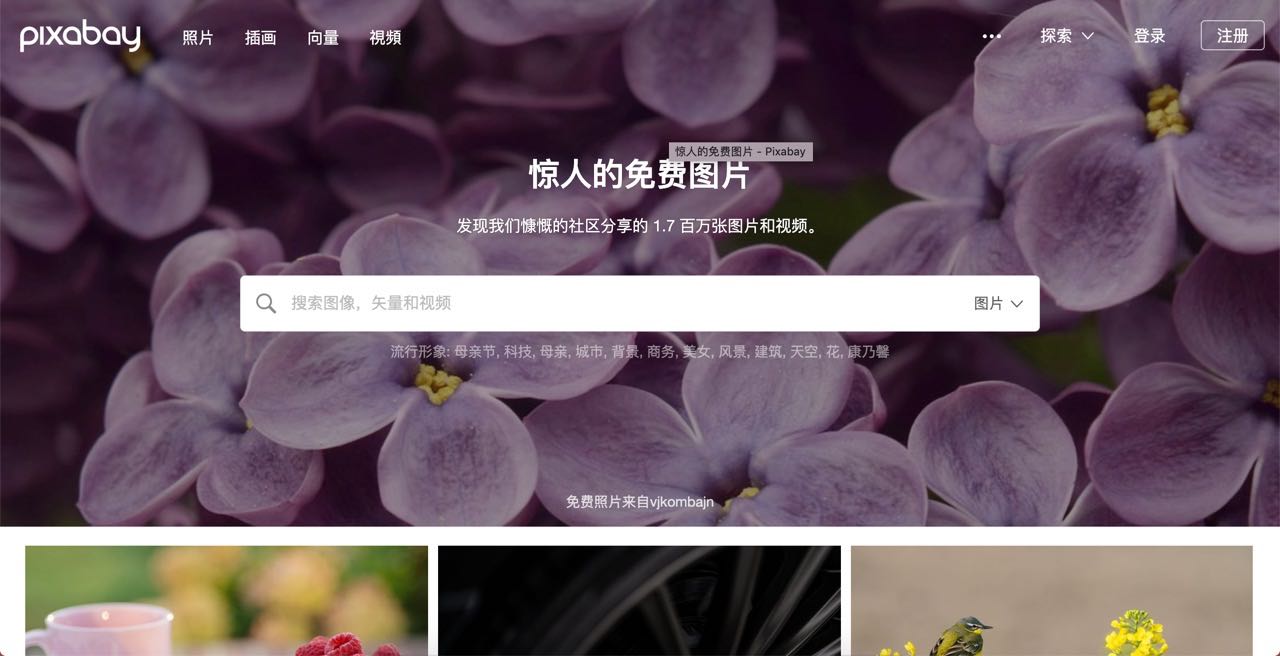 pixabay 照片 插画 向量 视頻 ••• 探索 登录 注册
惊人的免费图片 - Pixabay
惊人的免费图片
发现我们慷慨的社区分享的 1.7 百万张图片和视频。
搜索图像，矢量和视频 图片
流行形象: 母亲节, 科技, 母亲, 城市, 背景, 商务, 美女, 风景, 建筑, 天空, 花, 康乃馨
免费照片来自vjkombajn